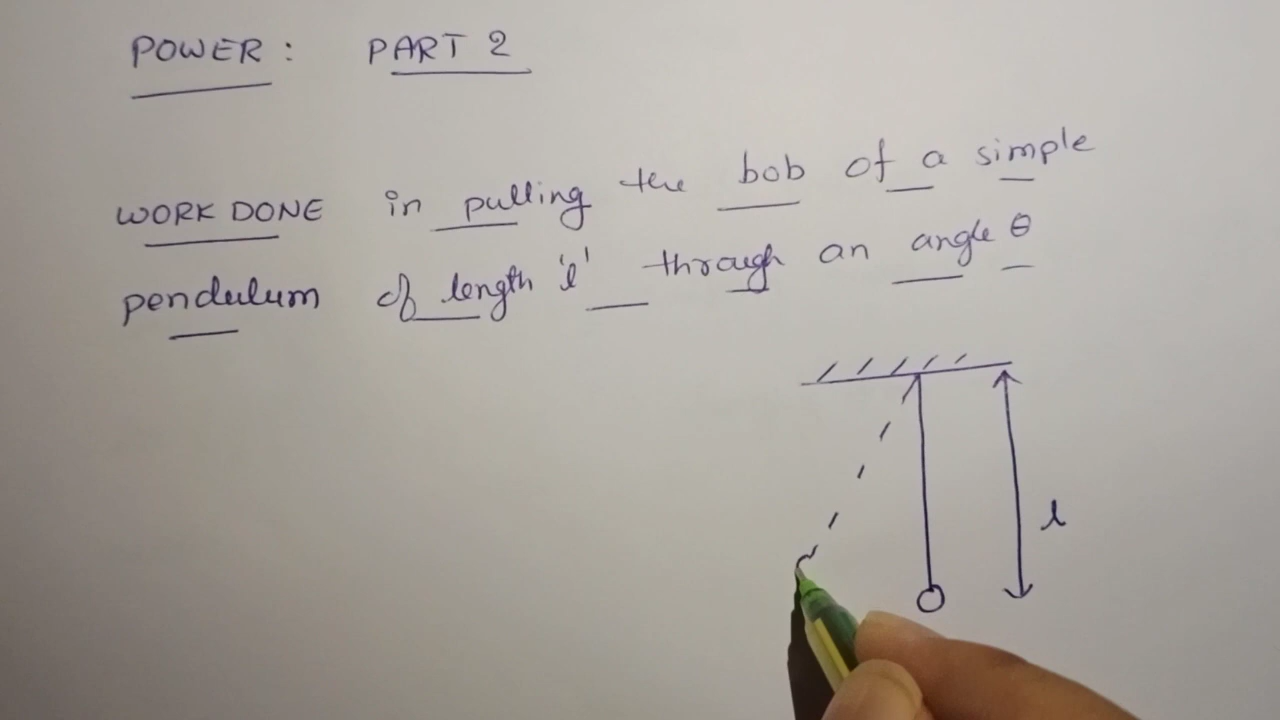 POWER: PART 2
WORK DONE in pulling the bob of a simple
pendulum of length 'l' through an angle θ
l